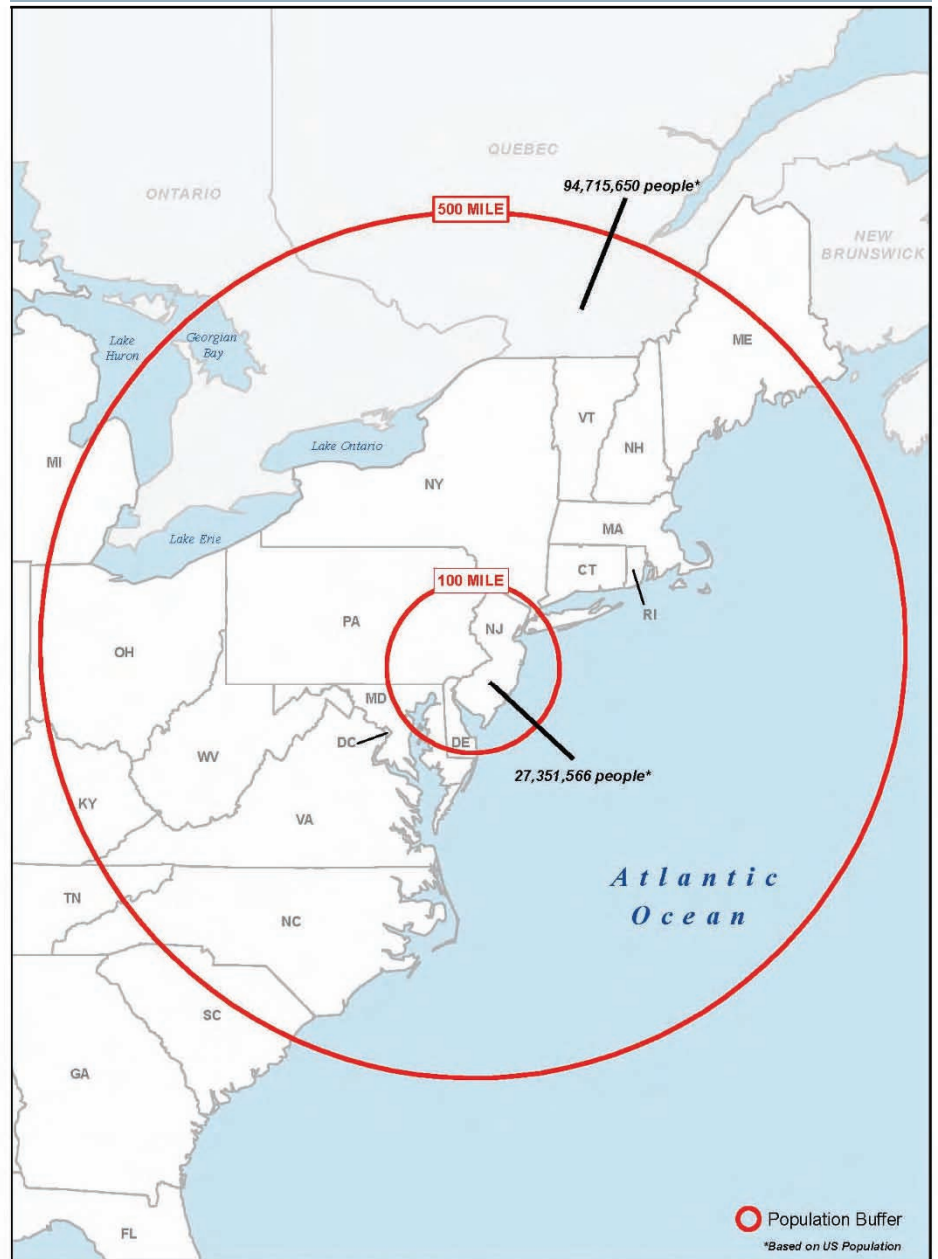 QUEBEC
94,715,650 people*
ONTARIO
500 MILE
NEW
BRUNSWICK
Lake
Huron
Georgian
Bay
ME
VT
NH
Lake Ontario
MI
NY
MA
Lake Erie
CT
100 MILE
RI
PA
NJ
OH
MD
DC
DE
WV
27,351,566 people*
KY
VA
Atlantic
Ocean
TN
NC
SC
GA
FL
Population Buffer
*Based on US Population